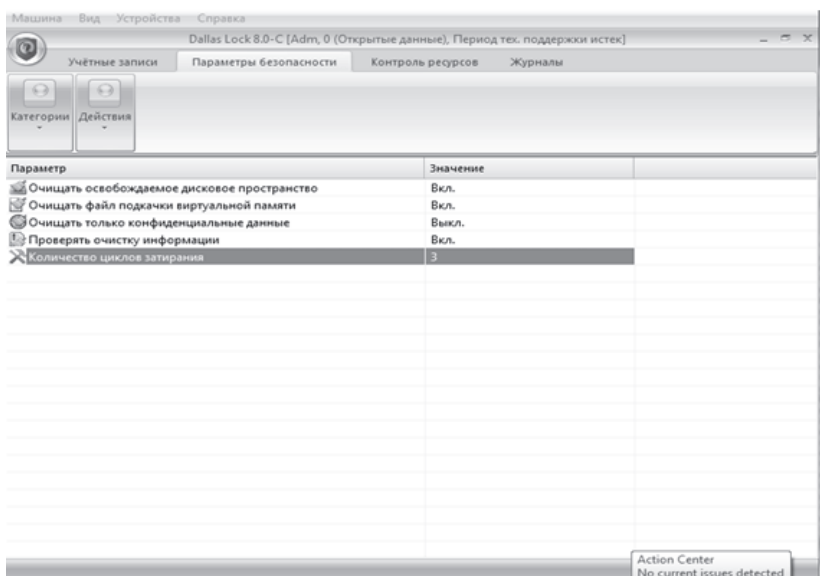 Машина Вид Устройства Справка
Dallas Lock 8.0-C [Adm, 0 (Открытые данные), Период тех. поддержки истек]
Учётные записи Параметры безопасности Контроль ресурсов Журналы
Категории Действия
Параметр Значение
Очищать освобождаемое дисковое пространство Вкл.
Очищать файл подкачки виртуальной памяти Вкл.
Очищать только конфиденциальные данные Выкл.
Проверять очистку информации Вкл.
Количество циклов затирания 3
Action Center
No current issues detected